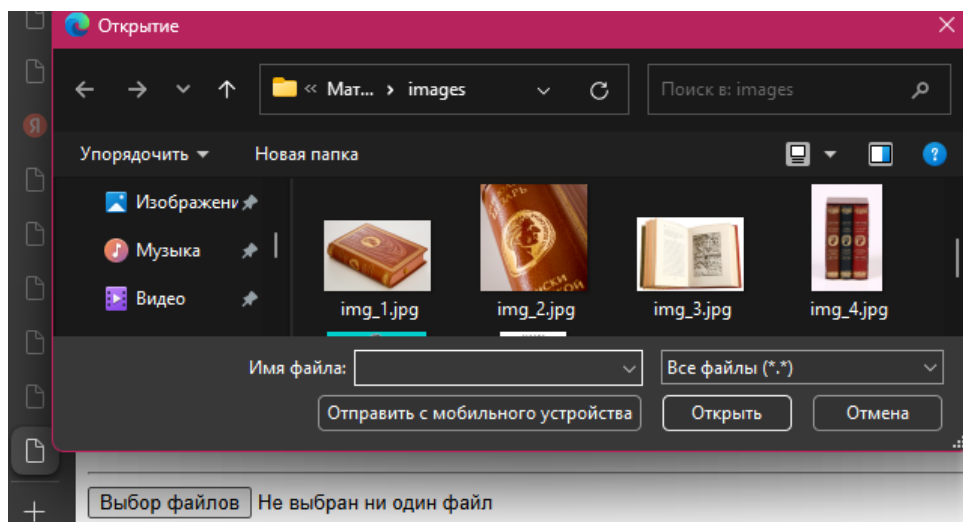 Открытие
« Мат... › images
Поиск в: images
Я
Упорядочить
Новая папка
Изображени
Музыка
Видео
img_1.jpg
img_2.jpg
img_3.jpg
img_4.jpg
Имя файла:
Все файлы (*.*)
Отправить с мобильного устройства
Открыть
Отмена
Выбор файлов
Не выбран ни один файл